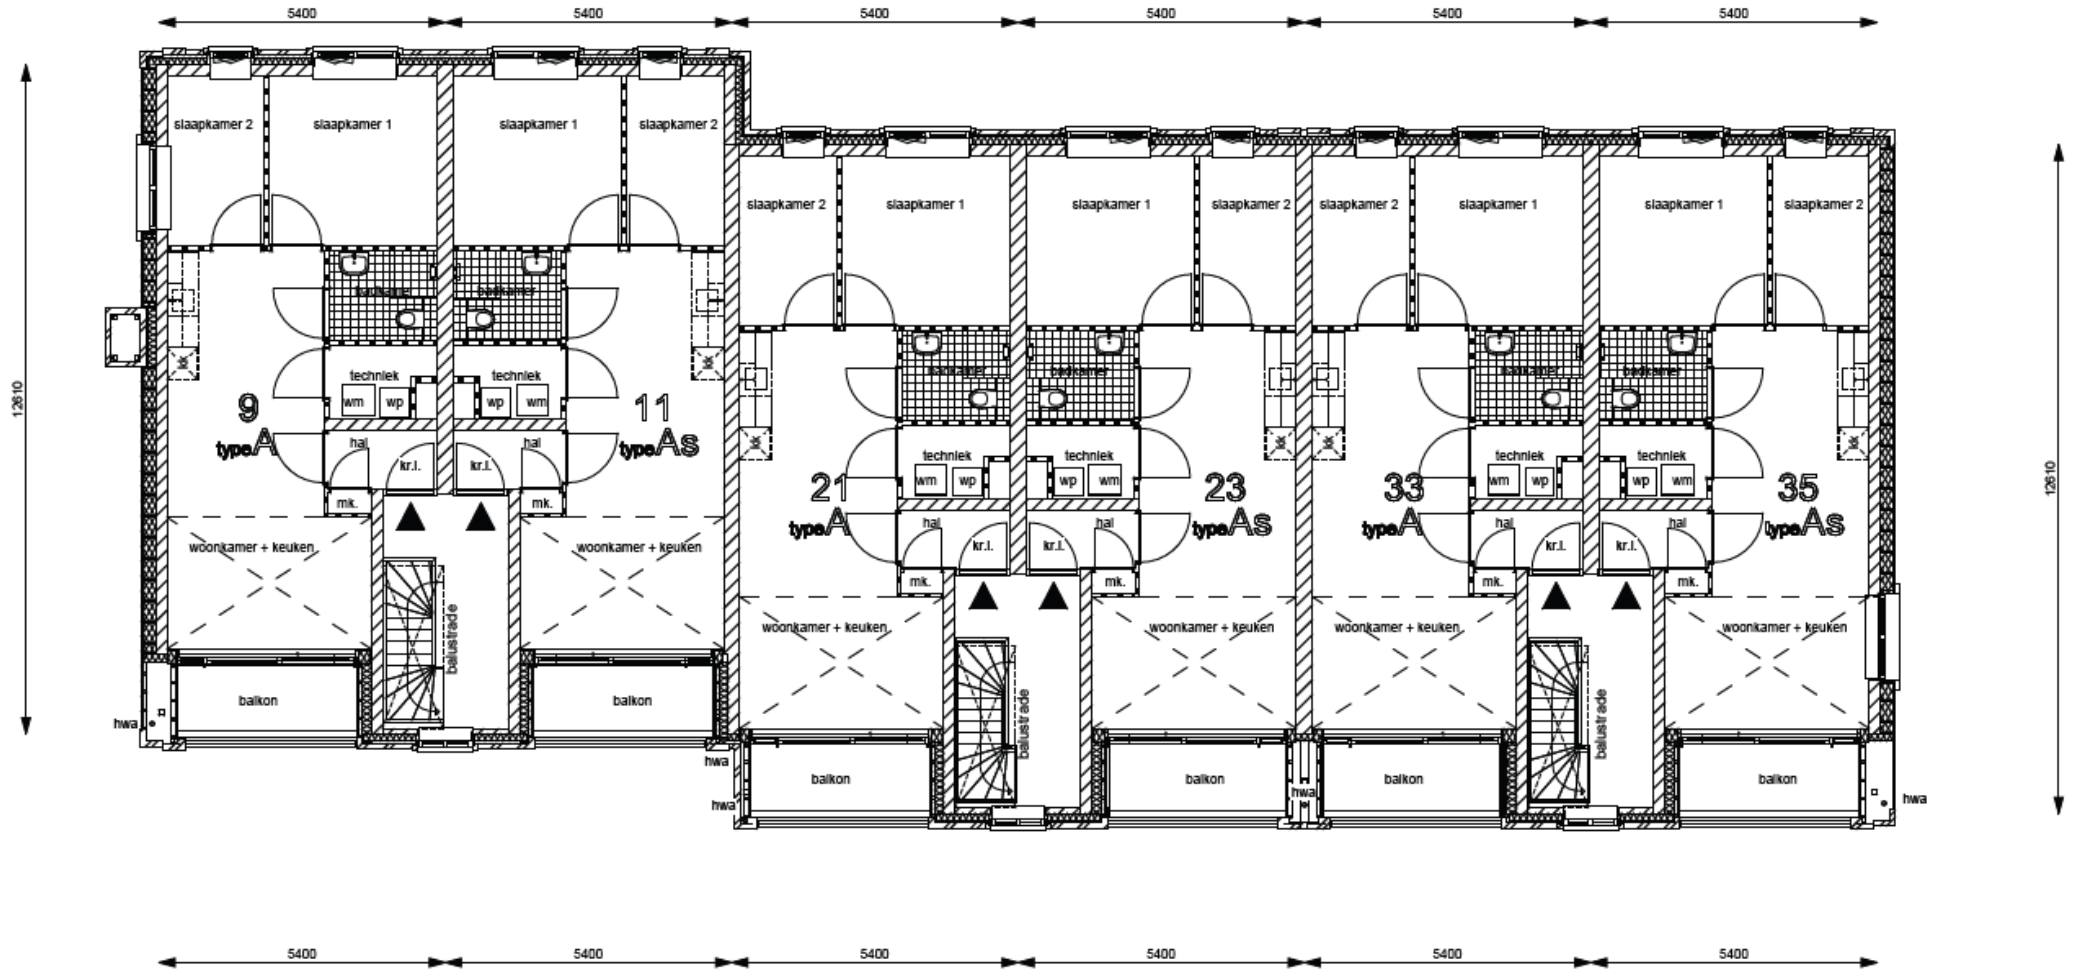 5400 5400 5400 5400 5400 5400
slaapkamer 2 slaapkamer 1 slaapkamer 1 slaapkamer 2
slaapkamer 2 slaapkamer 1 slaapkamer 1 slaapkamer 2 slaapkamer 2 slaapkamer 1 slaapkamer 1 slaapkamer 2
badkamer badkamer
kk kk
techniek techniek
badkamer badkamer badkamer badkamer
12610
wm wp wp wm
9 11
hal hal
typeA typeAs
kk kk kk kk
techniek techniek techniek techniek
kr.l. kr.l.
12610
wm wp wp wm wm wp wp wm
21 23 33 35
mk. mk.
hal hal hal hal
typeA typeAs typeA typeAs
woonkamer + keuken woonkamer + keuken
kr.l. kr.l. kr.l. kr.l.
mk. mk. mk. mk.
woonkamer + keuken woonkamer + keuken woonkamer + keuken woonkamer + keuken
balustrade
balkon balkon
hwa
balustrade balustrade
hwa
balkon balkon balkon balkon
hwa hwa hwa
5400 5400 5400 5400 5400 5400